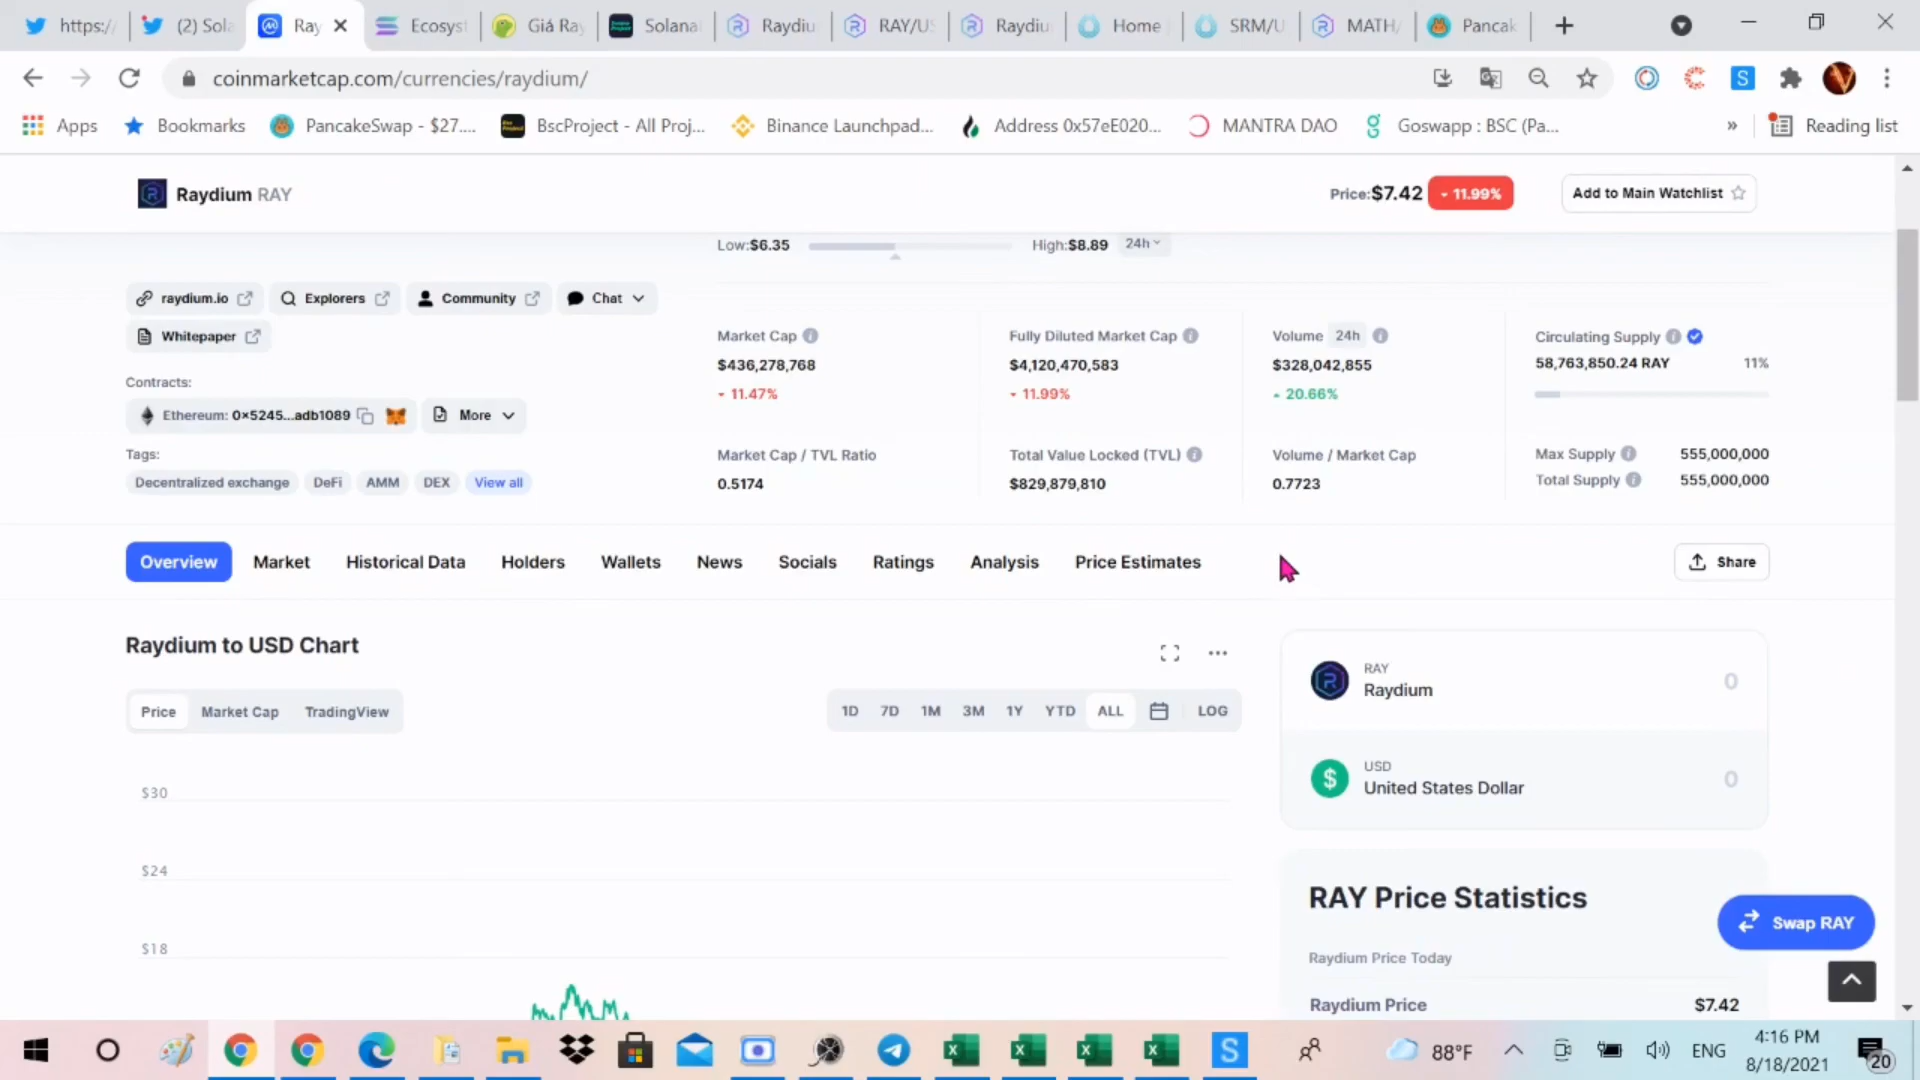 https:/
(2) Sola
Ray
Ecosyst
Giá Ray
Solana
Raydiu
RAY/US
Raydiu
Home
SRM/U
MATH/
Pancak
coinmarketcap.com/currencies/raydium/
S
Apps
Bookmarks
PancakeSwap - $27....
BscProject - All Proj...
Binance Launchpad...
Address 0x57eE020...
MANTRA DAO
Goswapp : BSC (Pa...
»
Reading list
Raydium RAY
Price:$7.42
11.99%
Add to Main Watchlist
Low:$6.35
High:$8.89
24h
raydium.io
Explorers
Community
Chat
Whitepaper
Contracts:
Ethereum: 0x5245...adb1089
More
Tags:
Decentralized exchange
DeFi
AMM
DEX
View all
Market Cap
$436,278,768
11.47%
Fully Diluted Market Cap
$4,120,470,583
11.99%
Volume 24h
$328,042,855
20.66%
Circulating Supply
58,763,850.24 RAY
11%
Market Cap / TVL Ratio
0.5174
Total Value Locked (TVL)
$829,879,810
Volume / Market Cap
0.7723
Max Supply
555,000,000
Total Supply
555,000,000
Overview
Market
Historical Data
Holders
Wallets
News
Socials
Ratings
Analysis
Price Estimates
Share
Raydium to USD Chart
Price
Market Cap
TradingView
1D
7D
1M
3M
1Y
YTD
ALL
LOG
$30
$24
$18
RAY
Raydium
0
USD
United States Dollar
0
RAY Price Statistics
Swap RAY
Raydium Price Today
Raydium Price
$7.42
S
88°F
ENG
4:16 PM
8/18/2021
20